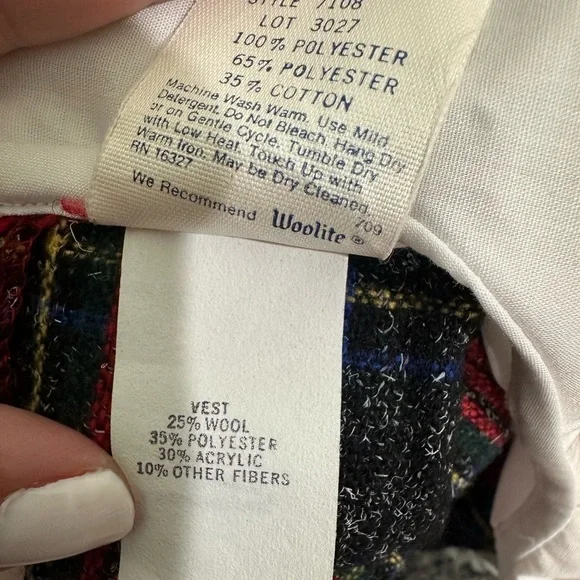 STYLE 7108
LOT 3027
100% POLYESTER
65% POLYESTER
35% COTTON
Machine Wash Warm. Use Mild
Detergent. Do Not Bleach. Hang Dry
or on Gentle Cycle. Tumble Dry
with Low Heat. Touch Up with
Warm Iron. May be Dry Cleaned.
RN 16327
709
We Recommend Woolite ®
VEST
25% WOOL
35% POLYESTER
30% ACRYLIC
10% OTHER FIBERS